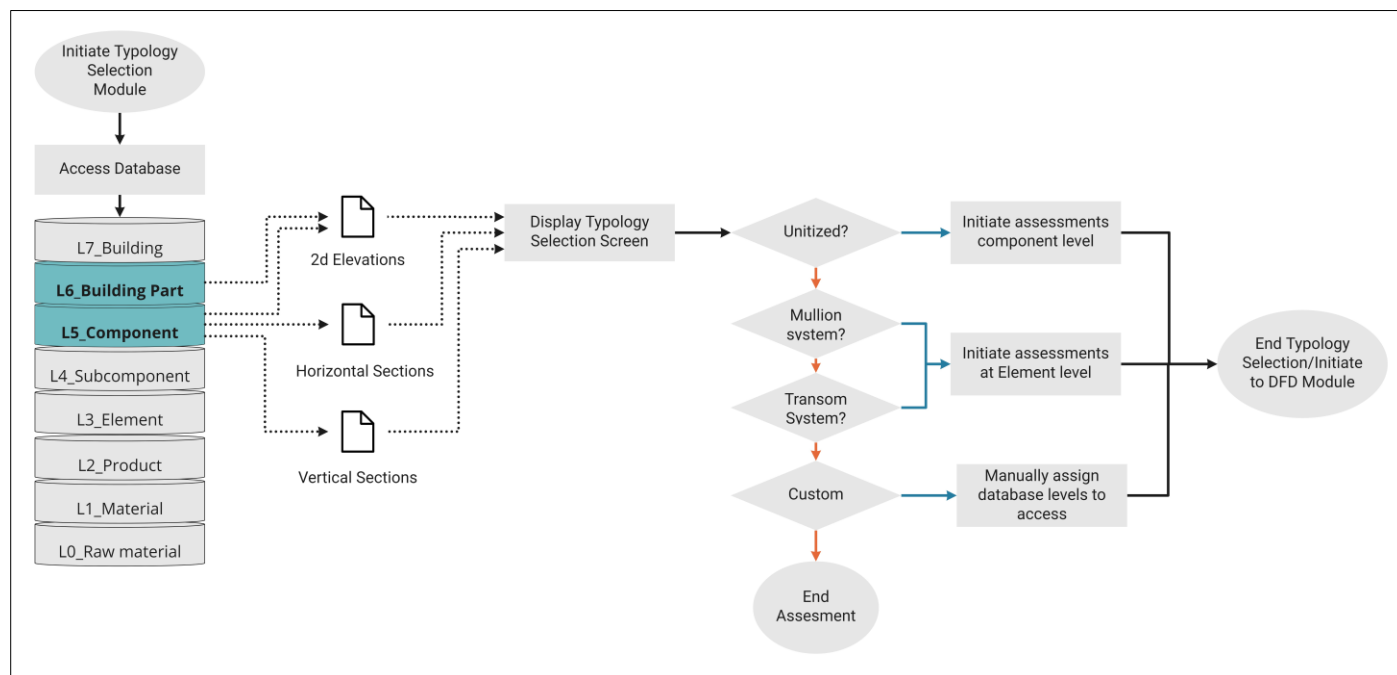 Initiate Typology
Selection
Module
Access Database
L7_Building
L6_Building Part
L5_Component
L4_Subcomponent
L3_Element
L2_Product
L1_Material
L0_Raw material
2d Elevations
Horizontal Sections
Vertical Sections
Display Typology
Selection Screen
Unitized?
Mullion
system?
Transom
System?
Custom
End
Assesment
Initiate assessments
component level
Initiate assessments
at Element level
Manually assign
database levels to
access
End Typology
Selection/Initiate
to DFD Module